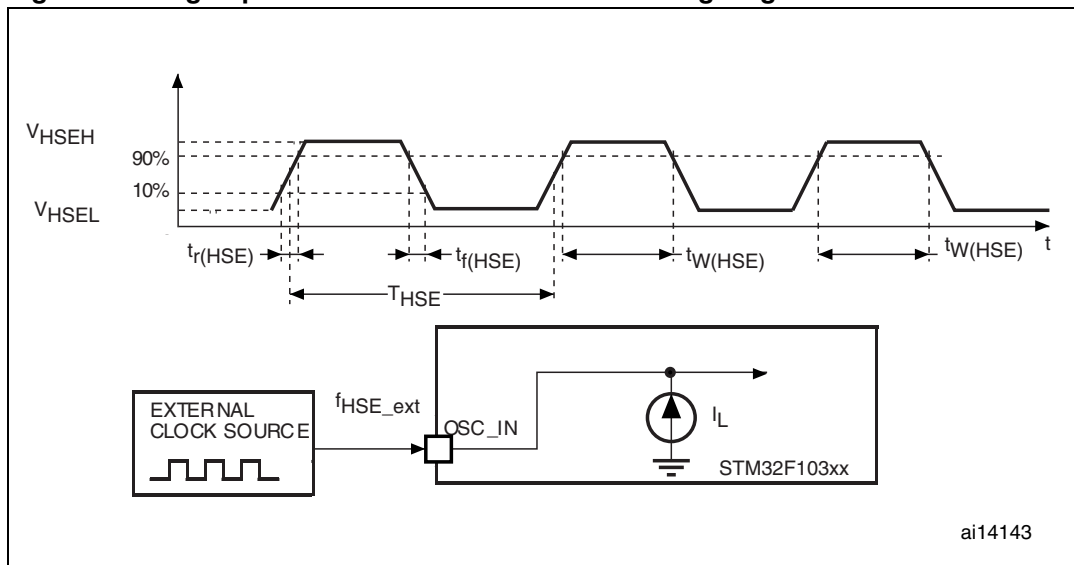 VHSEH
90%
10%
VHSEL
tr(HSE)
tf(HSE)
tW(HSE)
tW(HSE)
t
THSE
EXTERNAL
CLOCK SOURCE
fHSE_ext
OSC_IN
IL
STM32F103xx
ai14143